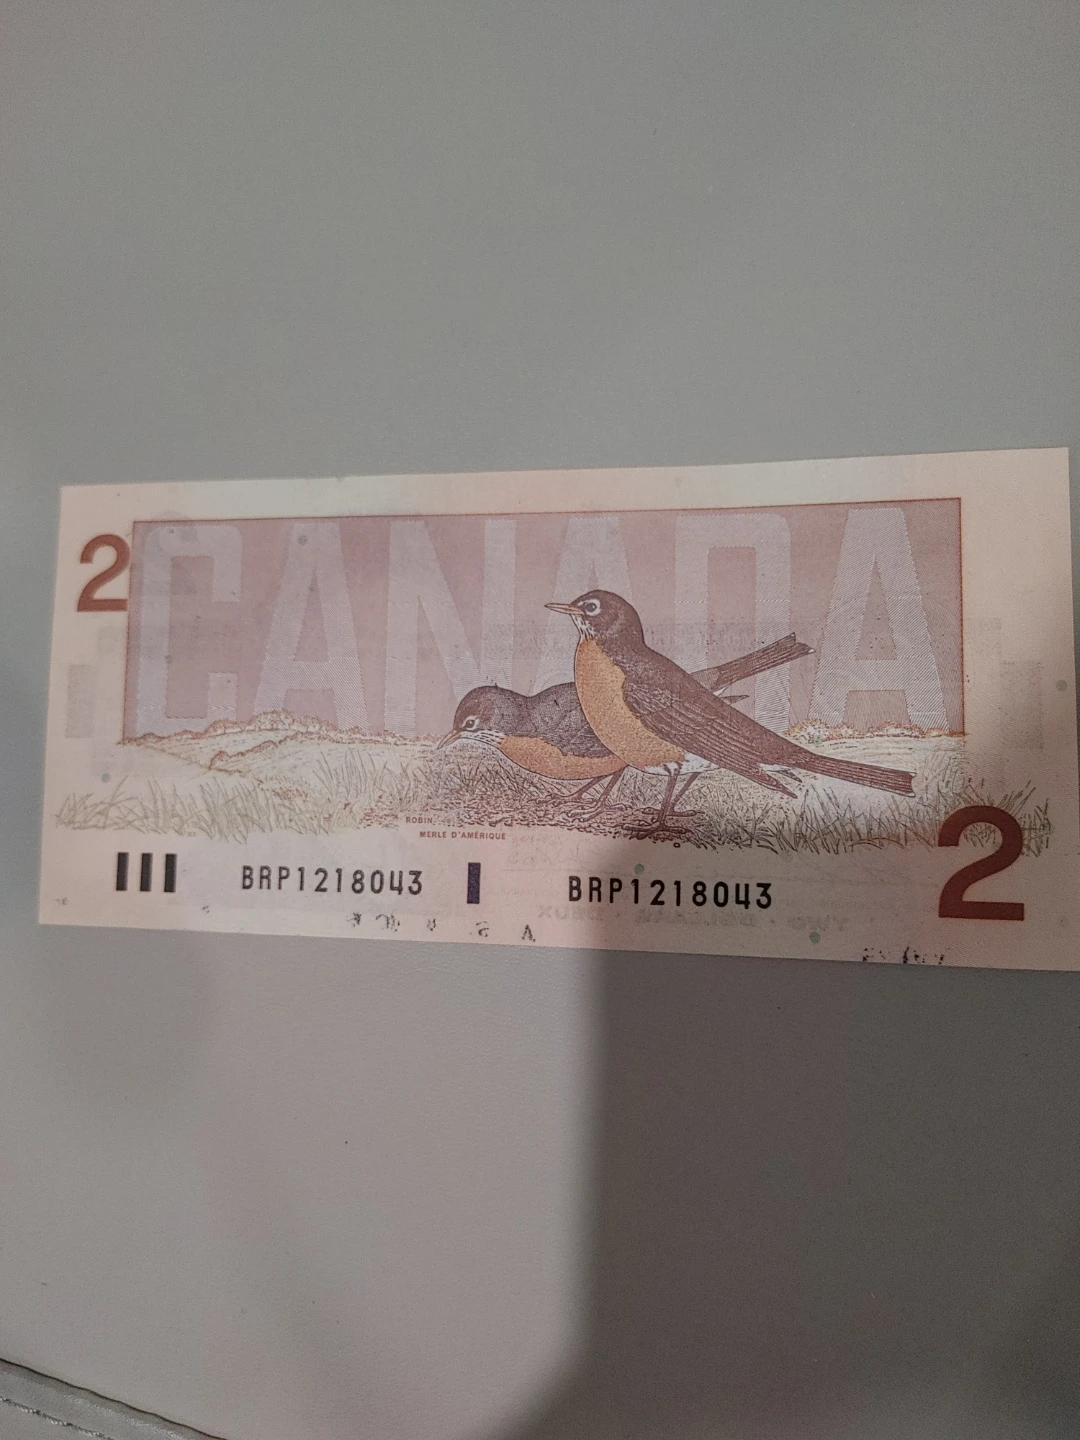 2
CANADA
ROBIN
MERLE D'AMÉRIQUE
BRP1218043 BRP1218043
2